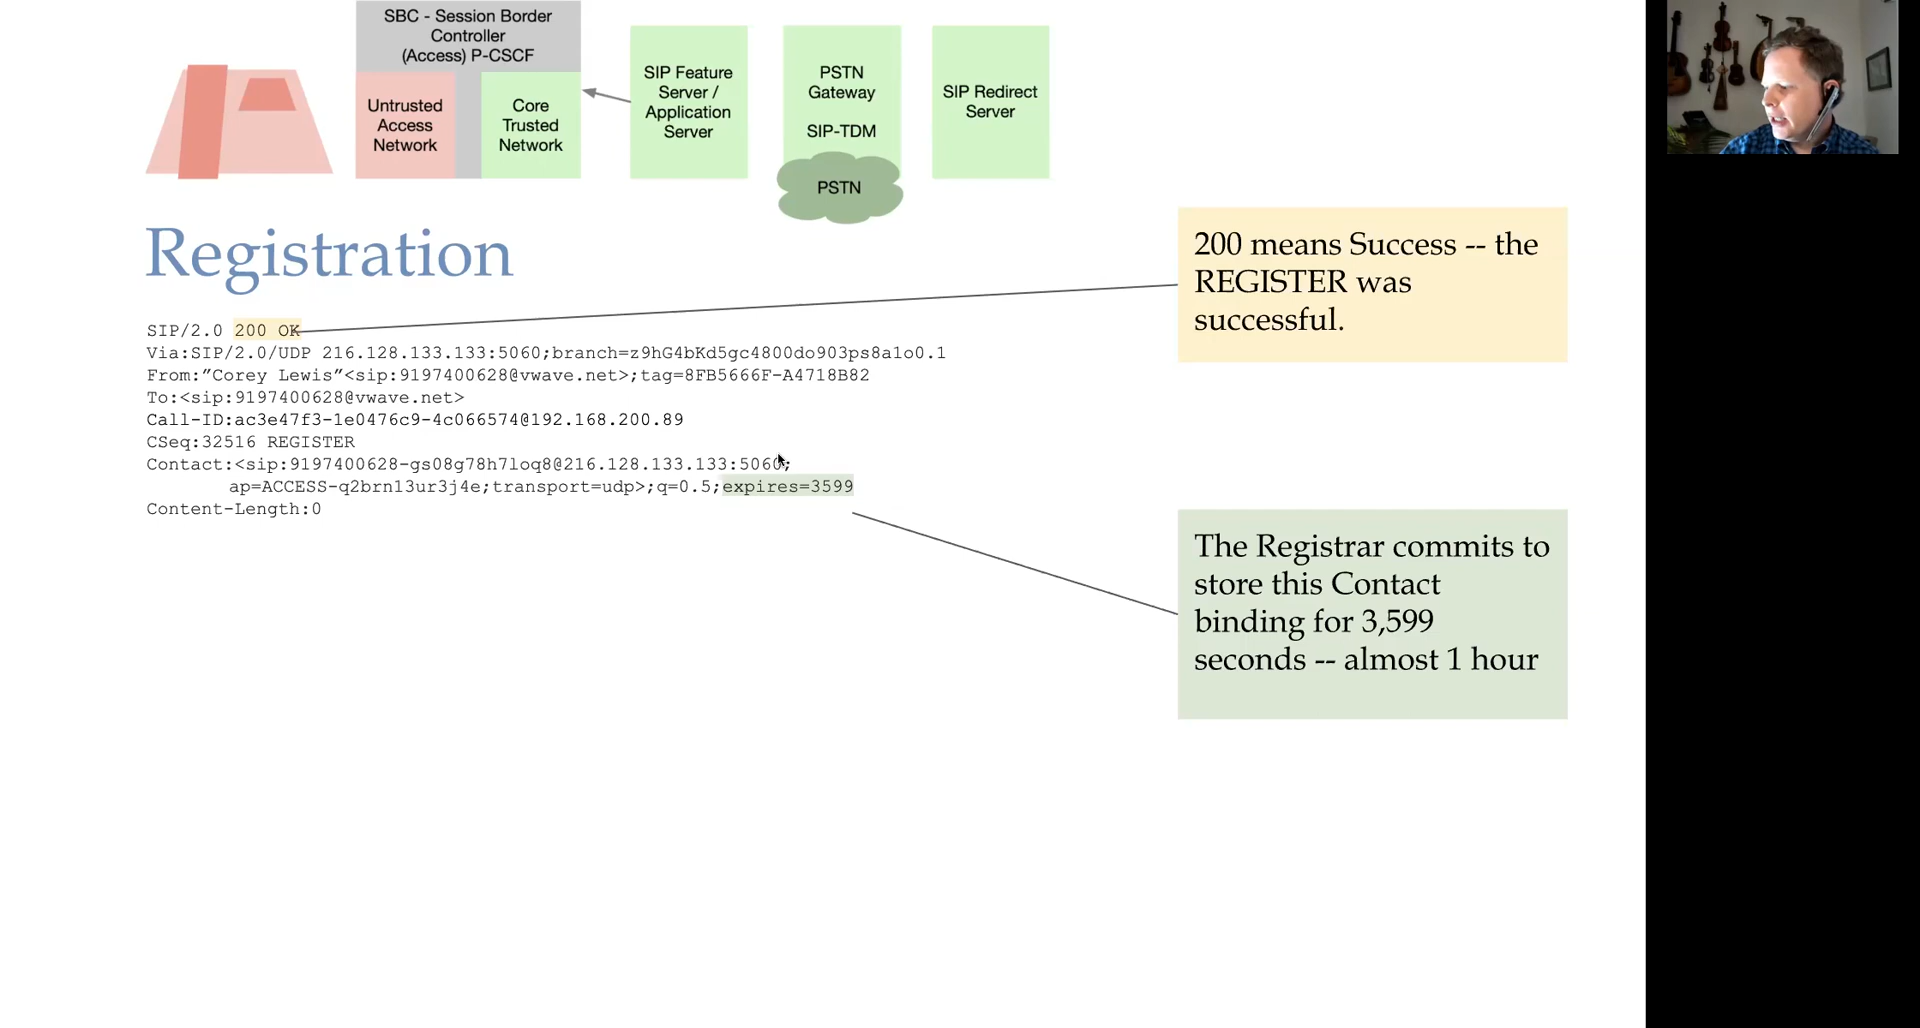 SBC - Session Border
Controller
(Access) P-CSCF
Untrusted
Access
Network
Core
Trusted
Network
SIP Feature
Server /
Application
Server
PSTN
Gateway
SIP-TDM
PSTN
SIP Redirect
Server
Registration
200 means Success -- the
REGISTER was
successful.
SIP/2.0 200 OK
Via:SIP/2.0/UDP 216.128.133.133:5060;branch=z9hG4bKd5gc4800do903ps8a1o0.1
From:”Corey Lewis”<sip:9197400628@vwave.net>;tag=8FB5666F-A4718B82
To:<sip:9197400628@vwave.net>
Call-ID:ac3e47f3-1e0476c9-4c066574@192.168.200.89
CSeq:32516 REGISTER
Contact:<sip:9197400628-gs08g78h7loq8@216.128.133.133:5060;
ap=ACCESS-q2brn13ur3j4e;transport=udp>;q=0.5;expires=3599
Content-Length:0
The Registrar commits to
store this Contact
binding for 3,599
seconds -- almost 1 hour